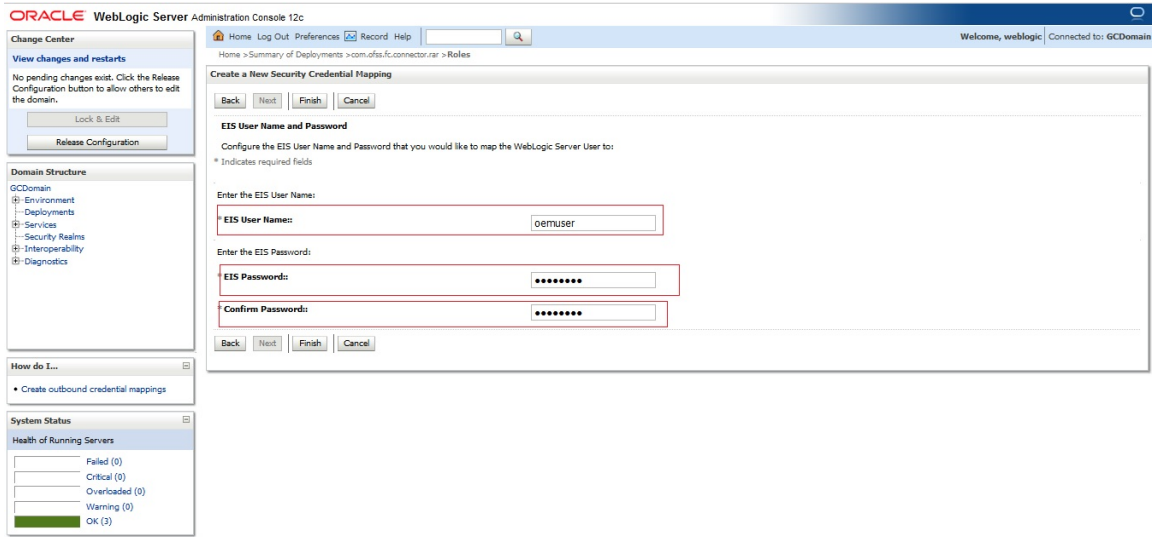 ORACLE WebLogic Server Administration Console 12c
Change Center
View changes and restarts
No pending changes exist. Click the Release
Configuration button to allow others to edit
the domain.
Lock & Edit
Release Configuration
Domain Structure
GCDomain
Environment
Deployments
Services
Security Realms
Interoperability
Diagnostics
How do I...
Create outbound credential mappings
System Status
Health of Running Servers
Failed (0)
Critical (0)
Overloaded (0)
Warning (0)
OK (3)
Home Log Out Preferences Record Help
Welcome, weblogic Connected to: GCDomain
Home >Summary of Deployments >com.ofss.fc.connector.rar >Roles
Create a New Security Credential Mapping
Back Next Finish Cancel
EIS User Name and Password
Configure the EIS User Name and Password that you would like to map the WebLogic Server User to:
* Indicates required fields
Enter the EIS User Name:
* EIS User Name:: oemuser
Enter the EIS Password:
* EIS Password:: ●●●●●●●●
* Confirm Password:: ●●●●●●●●
Back Next Finish Cancel